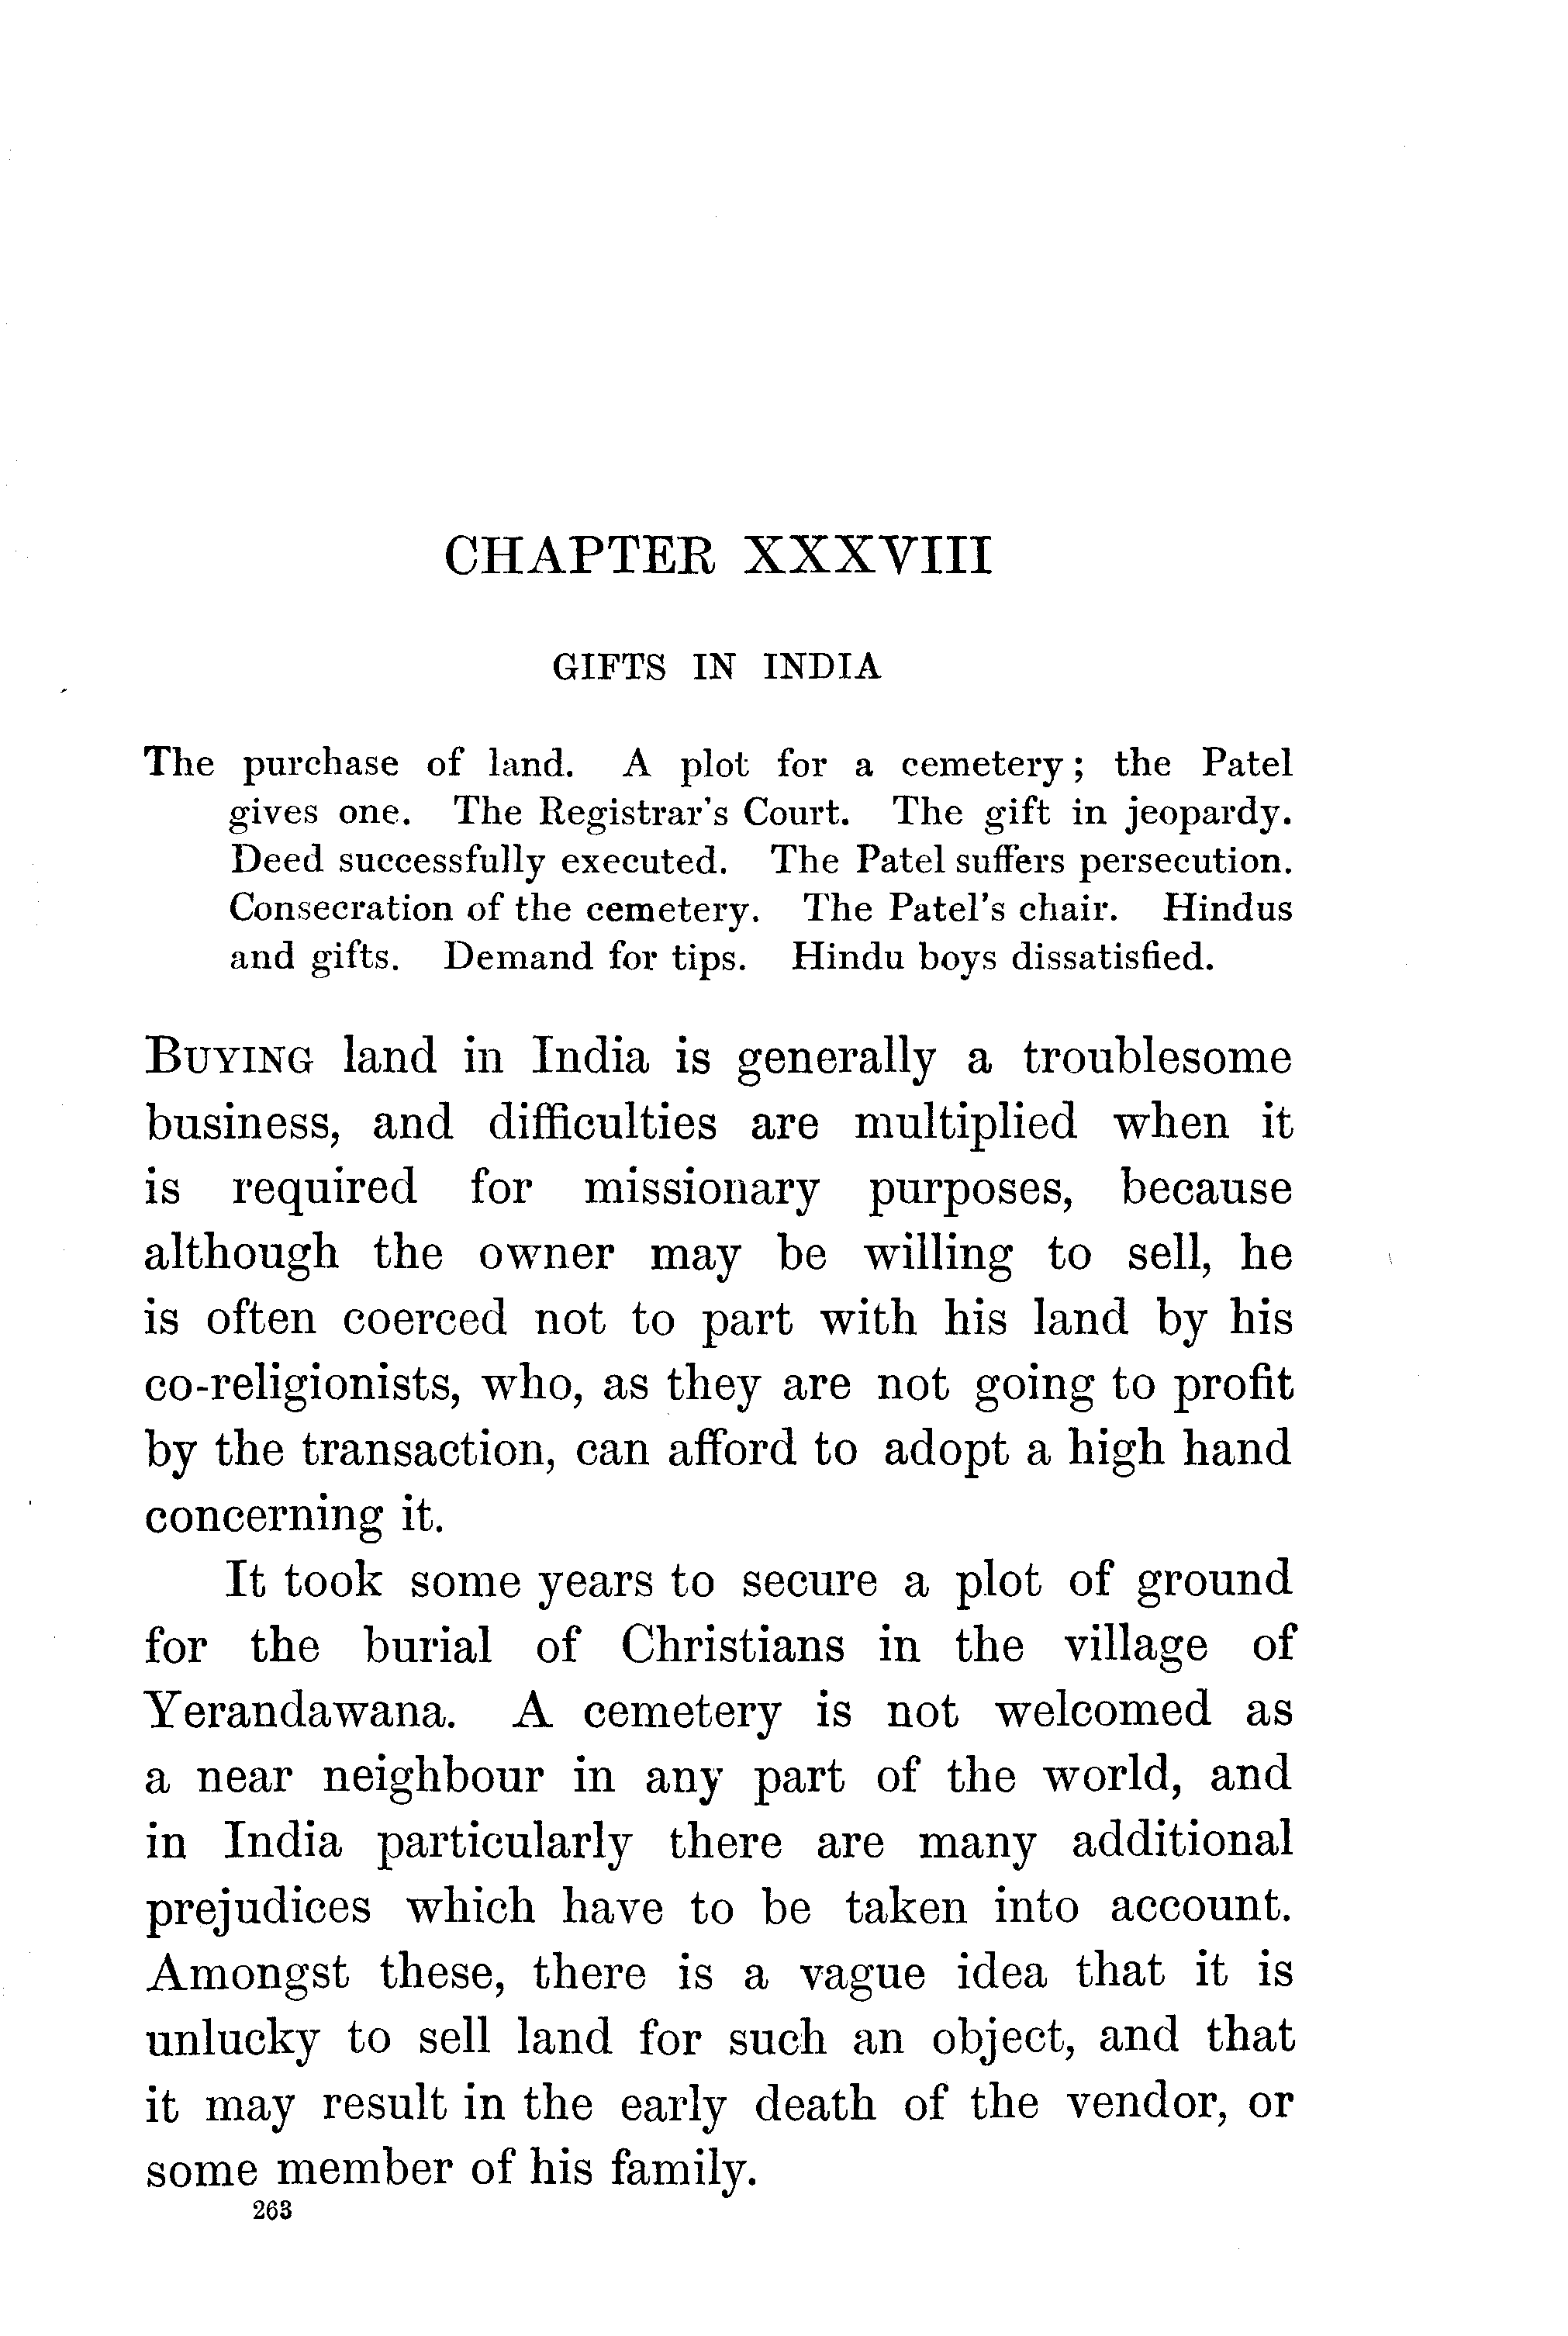 CHAPTER XXXVIII
GIFTS IN INDIA
The purchase of land. A plot for a cemetery; the Patel
gives one. The Registrar's Court. The gift in jeopardy.
Deed successfully executed. The Patel suffers persecution.
Consecration of the cemetery. The Patel's chair. Hindus
and gifts. Demand for tips. Hindu boys dissatisfied.
BUYING land in India is generally a troublesome
business, and difficulties are multiplied when it
is required for missionary purposes, because
although the owner may be willing to sell, he
is often coerced not to part with his land by his
co-religionists, who, as they are not going to profit
by the transaction, can afford to adopt a high hand
concerning it.
It took some years to secure a plot of ground
for the burial of Christians in the village of
Yerandawana. A cemetery is not welcomed as
a near neighbour in any part of the world, and
in India particularly there are many additional
prejudices which have to be taken into account.
Amongst these, there is a vague idea that it is
unlucky to sell land for such an object, and that
it may result in the early death of the vendor, or
some member of his family.
263